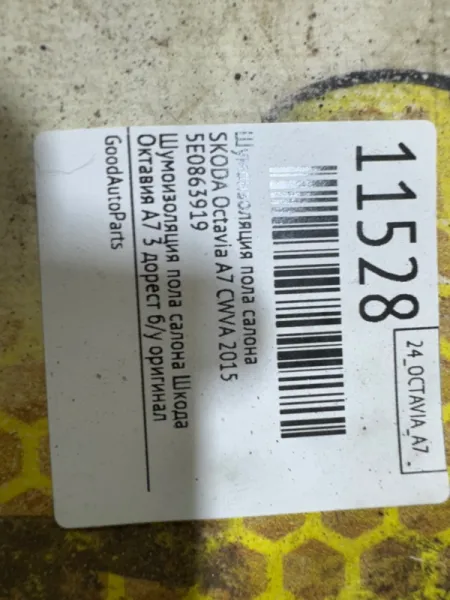 11528
24_OCTAVIA_A7
Шумоизоляция пола салона
SKODA Octavia A7 CWVA 2015
5E0863919
Шумоизоляция пола салона Шкода
Октавия А7 3 дорест б/у оригинал
GoodAutoParts